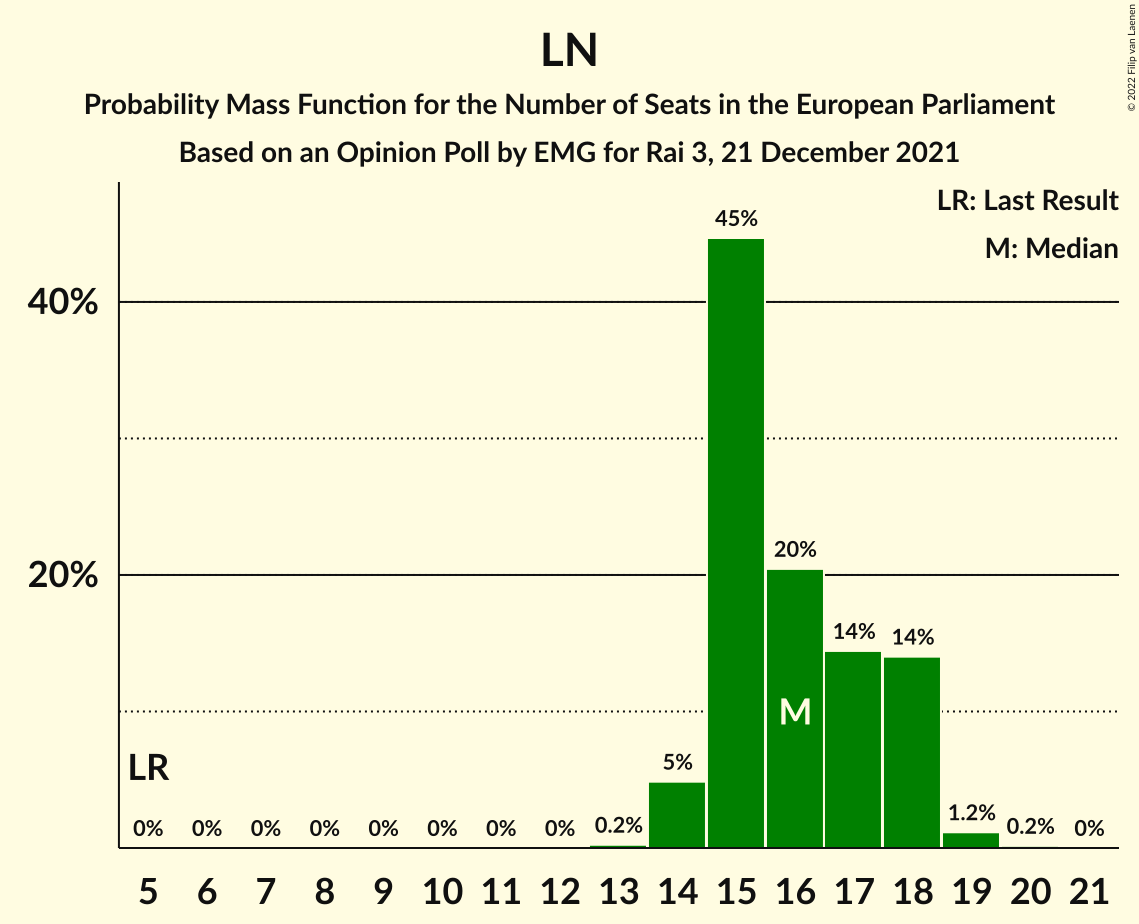 LN
Probability Mass Function for the Number of Seats in the European Parliament
Based on an Opinion Poll by EMG for Rai 3, 21 December 2021
© 2022 Filip van Laenen
LR: Last Result
M: Median
45%
40%
20%
20%
14%
14%
M
LR
5%
0%
0%
0%
0%
0%
0%
0%
0%
0.2%
1.2%
0.2%
0%
5 6 7 8 9 10 11 12 13 14 15 16 17 18 19 20 21